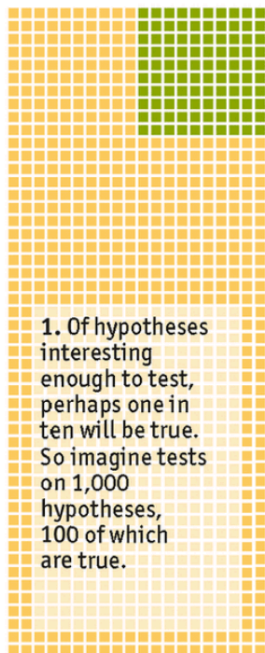 1. Of hypotheses
interesting
enough to test,
perhaps one in
ten will be true.
So imagine tests
on 1,000
hypotheses,
100 of which
are true.